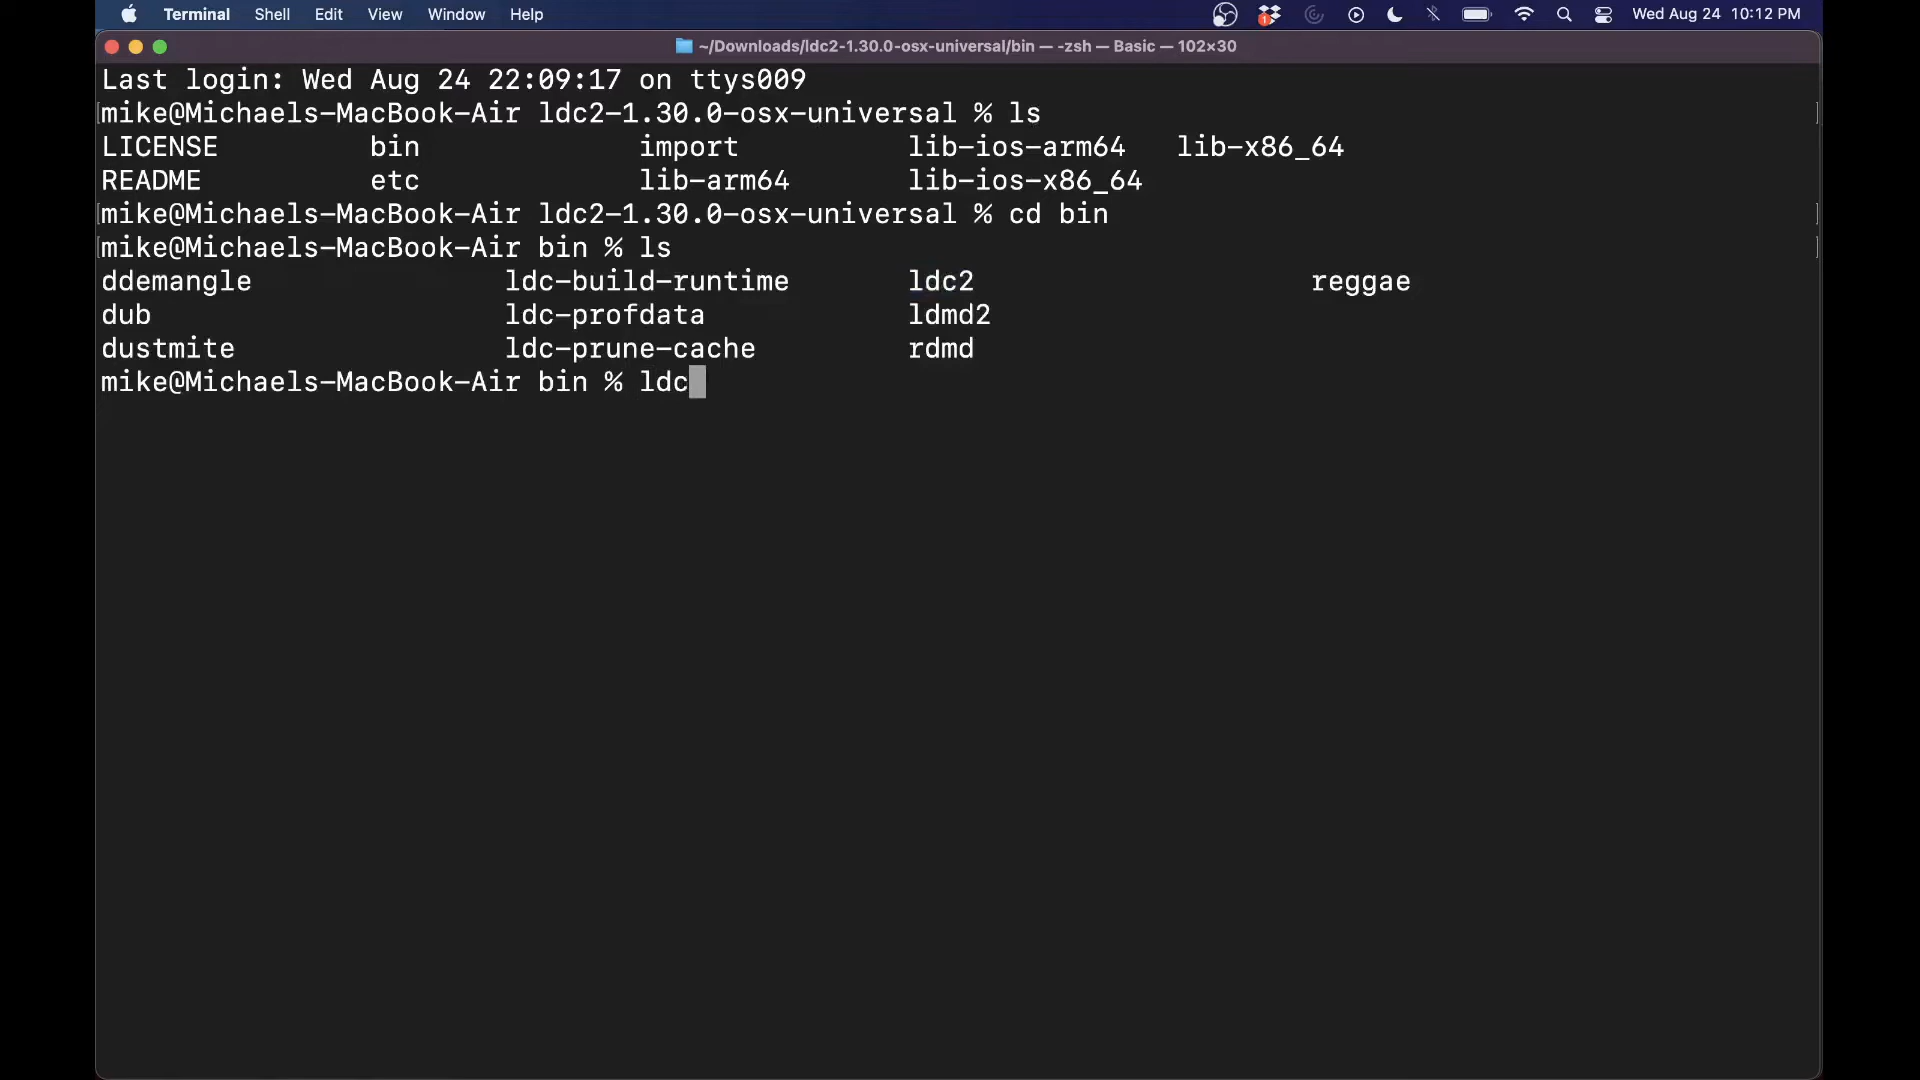 Terminal Shell Edit View Window Help Wed Aug 24 10:12 PM
~/Downloads/ldc2-1.30.0-osx-universal/bin — -zsh — Basic — 102×30
Last login: Wed Aug 24 22:09:17 on ttys009
mike@Michaels-MacBook-Air ldc2-1.30.0-osx-universal % ls
LICENSE bin import lib-ios-arm64 lib-x86_64
README etc lib-arm64 lib-ios-x86_64
mike@Michaels-MacBook-Air ldc2-1.30.0-osx-universal % cd bin
mike@Michaels-MacBook-Air bin % ls
ddemangle ldc-build-runtime ldc2 reggae
dub ldc-profdata ldmd2
dustmite ldc-prune-cache rdmd
mike@Michaels-MacBook-Air bin % ldc